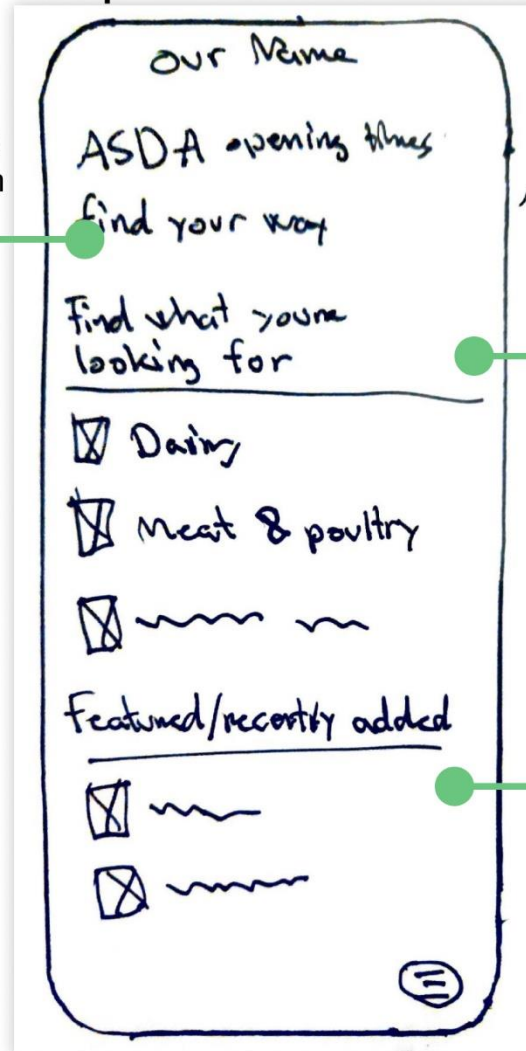 our Name
ASDA opening times
find your way
Find what youre
looking for
Dairy
Meat & poultry
Featured/recently added